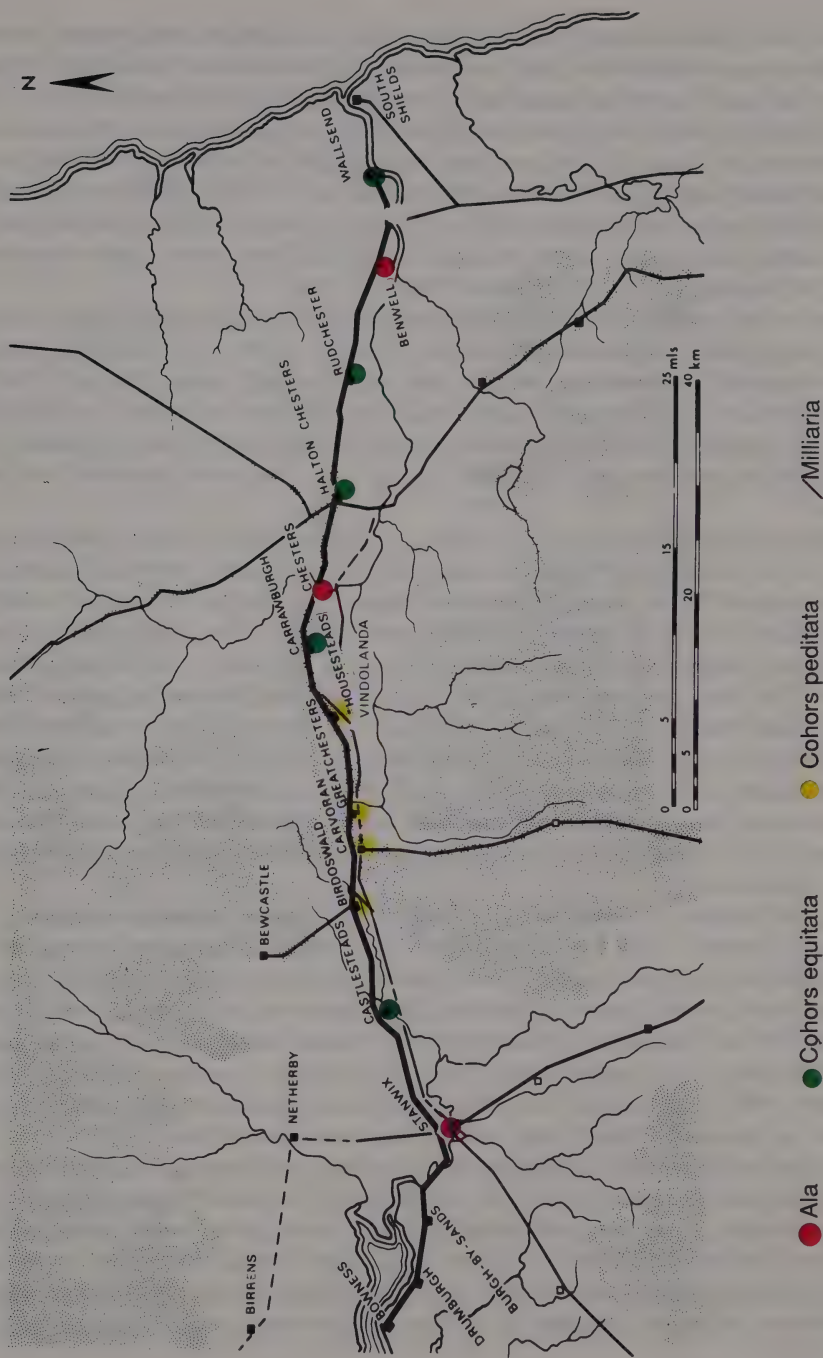 N
BIRRENS
NETHERBY
BEWCASTLE
BOWNESS
DRUMBURGH
BURGH-BY-SANDS
STANWIX
CASTLESTEADS
BIRDOSWALD
CARVORAN
GREATCHESTERS
HOUSESTEADS
VINDOLANDA
CARRAWBURGH
CHESTERS
HALTON CHESTERS
RUDCHESTER
BENWELL
WALLSEND
SOUTH
SHIELDS
0 5 15 25 mls
0 5 20 40 km
Ala
Cohors equitata
Cohors peditata
Milliaria